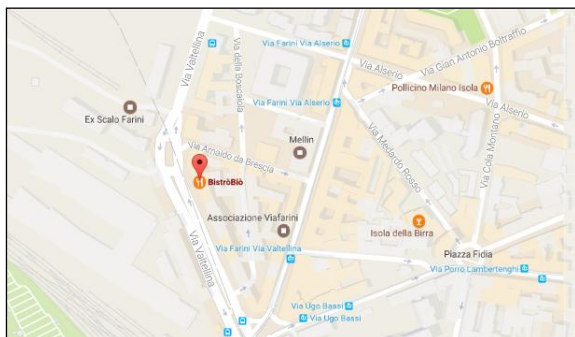 Via Valtellina
Via della Boscaiola
Via Farini Via Alserio
Via Gian Antonio Boltraffio
Via Alserio
Pollicino Milano Isola
Via Alserio
Ex Scalo Farini
Via Farini Via Alserio
Via Cola Montano
Mellin
Via Medardo Rosso
Via Arnaldo da Brescia
BistròBiò
Associazione Viafarini
Isola della Birra
Via Valtellina
Via Farini Via Valtellina
Piazza Fidia
Via Porro Lambertenghi
Via Ugo Bassi
Via Ugo Bassi